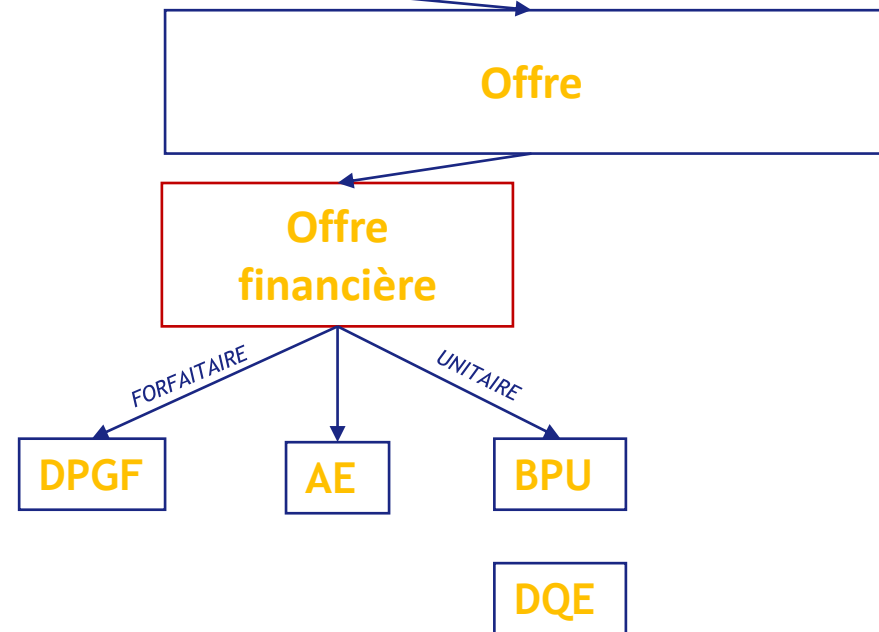 Offre
Offre
financière
FORFAITAIRE
UNITAIRE
DPGF
AE
BPU
DQE